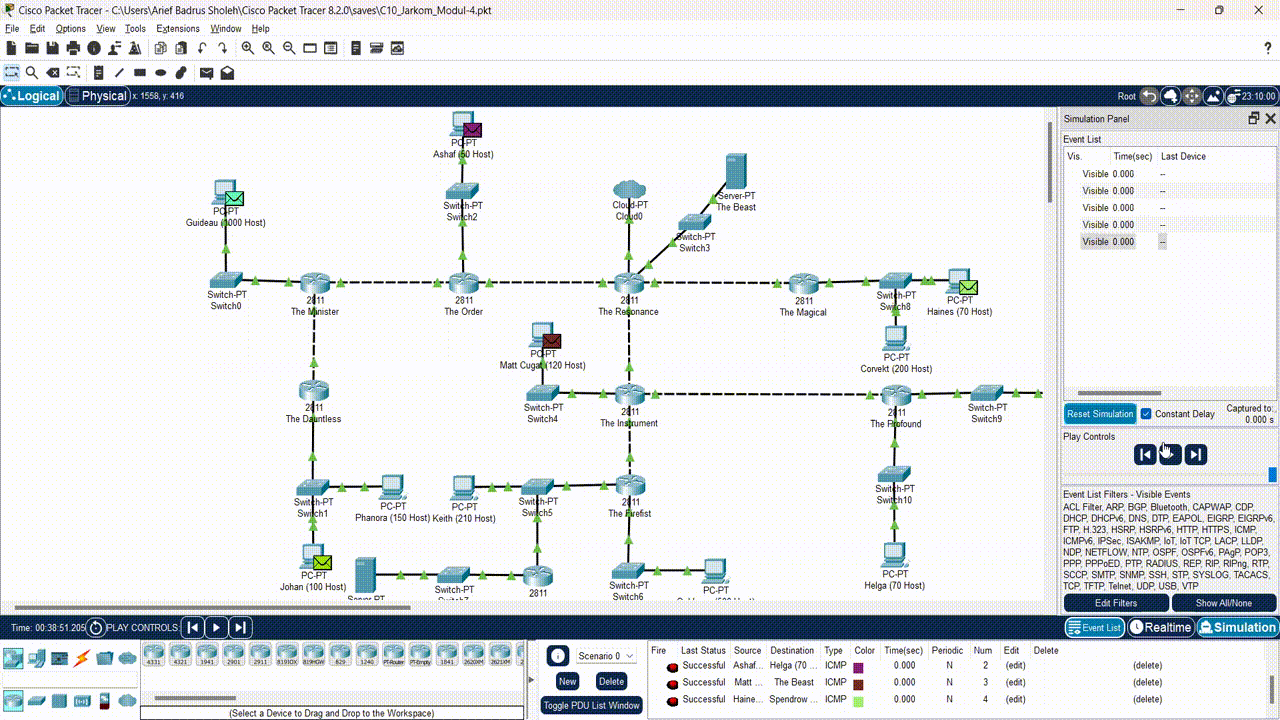 Cisco Packet Tracer - C:\Users\Arief Badrus Sholeh\Cisco Packet Tracer 8.2.0\saves\C10_Jarkom_Modul-4.pkt
File Edit Options View Tools Extensions Window Help
Logical Physical x: 1558, y: 416 Root 23:10:00
PC-PT
Ashaf (50 Host)
Switch-PT
Switch2
PC-PT
Guideau (1000 Host)
Switch-PT
Switch0
Cloud-PT
Cloud0
Server-PT
The Beast
Switch-PT
Switch3
2811
The Minister
2811
The Order
2811
The Resonance
2811
The Magical
Switch-PT
Switch8
PC-PT
Haines (70 Host)
PC-PT
Corvekt (200 Host)
PC-PT
Matt Cugat (120 Host)
2811
The Dauntless
Switch-PT
Switch4
2811
The Instrument
2811
The Profound
Switch-PT
Switch9
Switch-PT
Switch1
PC-PT
Phanora (150 Host)
PC-PT
Keith (210 Host)
Switch-PT
Switch5
2811
The Firefist
Switch-PT
Switch10
PC-PT
Johan (100 Host)
Server-PT
Switch-PT
2811
Switch-PT
Switch6
PC-PT
PC-PT
Helga (70 Host)
Simulation Panel
Event List
Vis. Time(sec) Last Device
Visible 0.000 --
Visible 0.000 --
Visible 0.000 --
Visible 0.000 --
Visible 0.000 --
Reset Simulation Constant Delay Captured to:
0.000 s
Play Controls
Event List Filters - Visible Events
ACL Filter, ARP, BGP, Bluetooth, CAPWAP, CDP,
DHCP, DHCPv6, DNS, DTP, EAPOL, EIGRP, EIGRPv6,
FTP, H.323, HSRP, HSRPv6, HTTP, HTTPS, ICMP,
ICMPv6, IPSec, ISAKMP, IoT, IoT TCP, LACP, LLDP,
NDP, NETFLOW, NTP, OSPF, OSPFv6, PAgP, POP3,
PPP, PPPoED, PTP, RADIUS, REP, RIP, RIPng, RTP,
SCCP, SMTP, SNMP, SSH, STP, SYSLOG, TACACS,
TCP, TFTP, Telnet, UDP, USB, VTP
Edit Filters Show All/None
Time: 00:38:51.205 PLAY CONTROLS: Event List Realtime Simulation
4331 4321 1941 2901 2911 819IOX 819HGW 829 1240 PT-Router PT-Empty 1841 2620XM 2621XM
(Select a Device to Drag and Drop to the Workspace)
Scenario 0
New Delete
Toggle PDU List Window
Fire Last Status Source Destination Type Color Time(sec) Periodic Num Edit Delete
Successful Ashaf... Helga (70 ... ICMP 0.000 N 2 (edit) (delete)
Successful Matt ... The Beast ICMP 0.000 N 3 (edit) (delete)
Successful Haine... Spendrow ... ICMP 0.000 N 4 (edit) (delete)